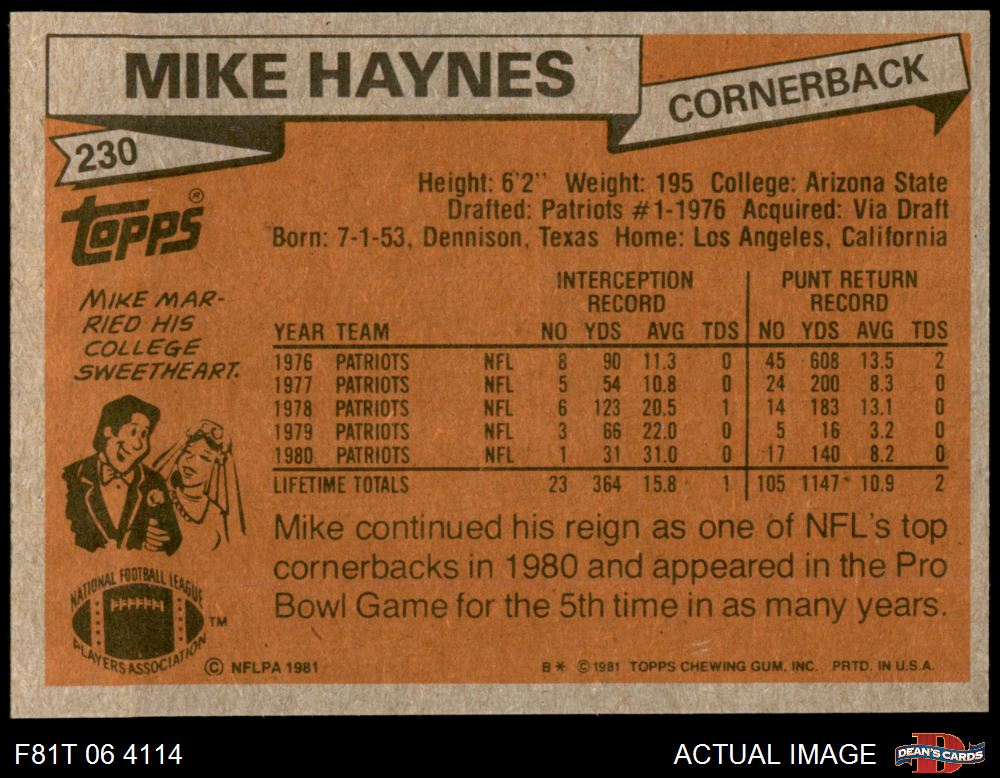 MIKE HAYNES
CORNERBACK
230
TOPPS®
Height: 6'2" Weight: 195 College: Arizona State
Drafted: Patriots #1-1976 Acquired: Via Draft
Born: 7-1-53, Dennison, Texas Home: Los Angeles, California
MIKE MAR-
RIED HIS
COLLEGE
SWEETHEART.
INTERCEPTION PUNT RETURN
RECORD RECORD
YEAR TEAM NO YDS AVG TDS NO YDS AVG TDS
1976 PATRIOTS NFL 8 90 11.3 0 45 608 13.5 2
1977 PATRIOTS NFL 5 54 10.8 0 24 200 8.3 0
1978 PATRIOTS NFL 6 123 20.5 1 14 183 13.1 0
1979 PATRIOTS NFL 3 66 22.0 0 5 16 3.2 0
1980 PATRIOTS NFL 1 31 31.0 0 17 140 8.2 0
LIFETIME TOTALS 23 364 15.8 1 105 1147 10.9 2
Mike continued his reign as one of NFL's top
cornerbacks in 1980 and appeared in the Pro
Bowl Game for the 5th time in as many years.
NATIONAL FOOTBALL LEAGUE
PLAYERS ASSOCIATION TM
© NFLPA 1981
B* © 1981 TOPPS CHEWING GUM, INC. PRTD. IN U.S.A.
F81T 06 4114
ACTUAL IMAGE
DEAN'S CARDS